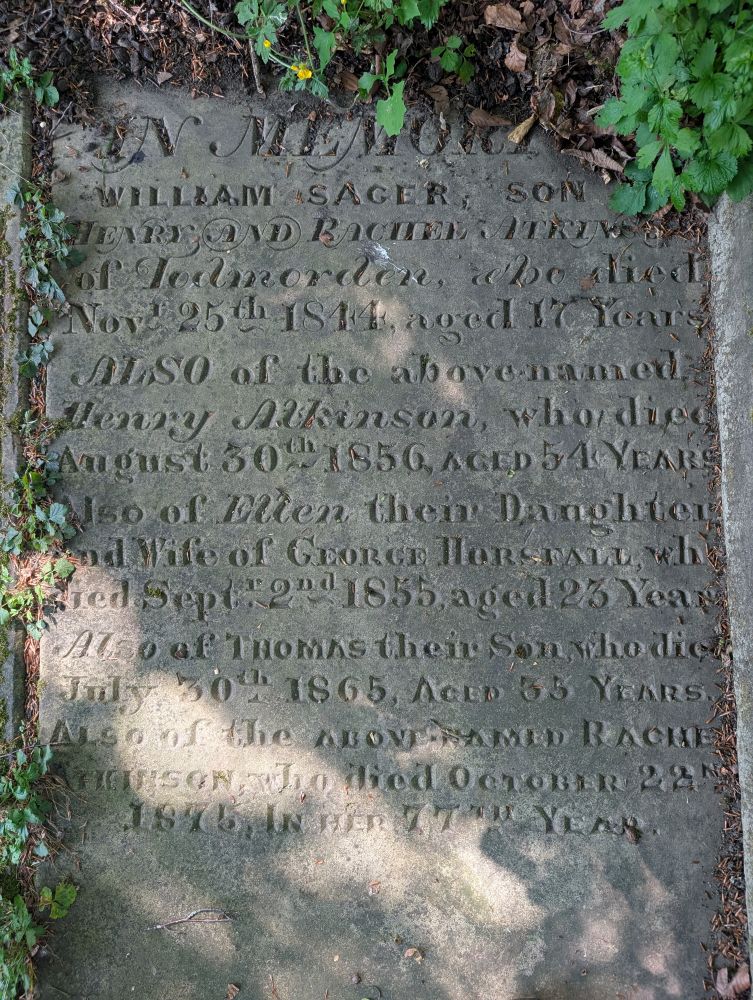 IN MEMORY
WILLIAM SAGER, SON
HENRY AND RACHEL ATKINSON
of Todmorden, who died
Novr 25th 1844, aged 17 Years
ALSO of the above-named,
Henry Atkinson, who died
August 30th 1856, AGED 54 YEARS
Also of Ellen their Daughter
and Wife of GEORGE HORSFALL, who
died Septr 2nd 1855, aged 23 Years
Also of THOMAS their Son, who died
July 30th 1865, AGED 35 YEARS.
ALSO of the ABOVE-NAMED RACHEL
ATKINSON, who died OCTOBER 22ND
1875, IN HER 77TH YEAR.